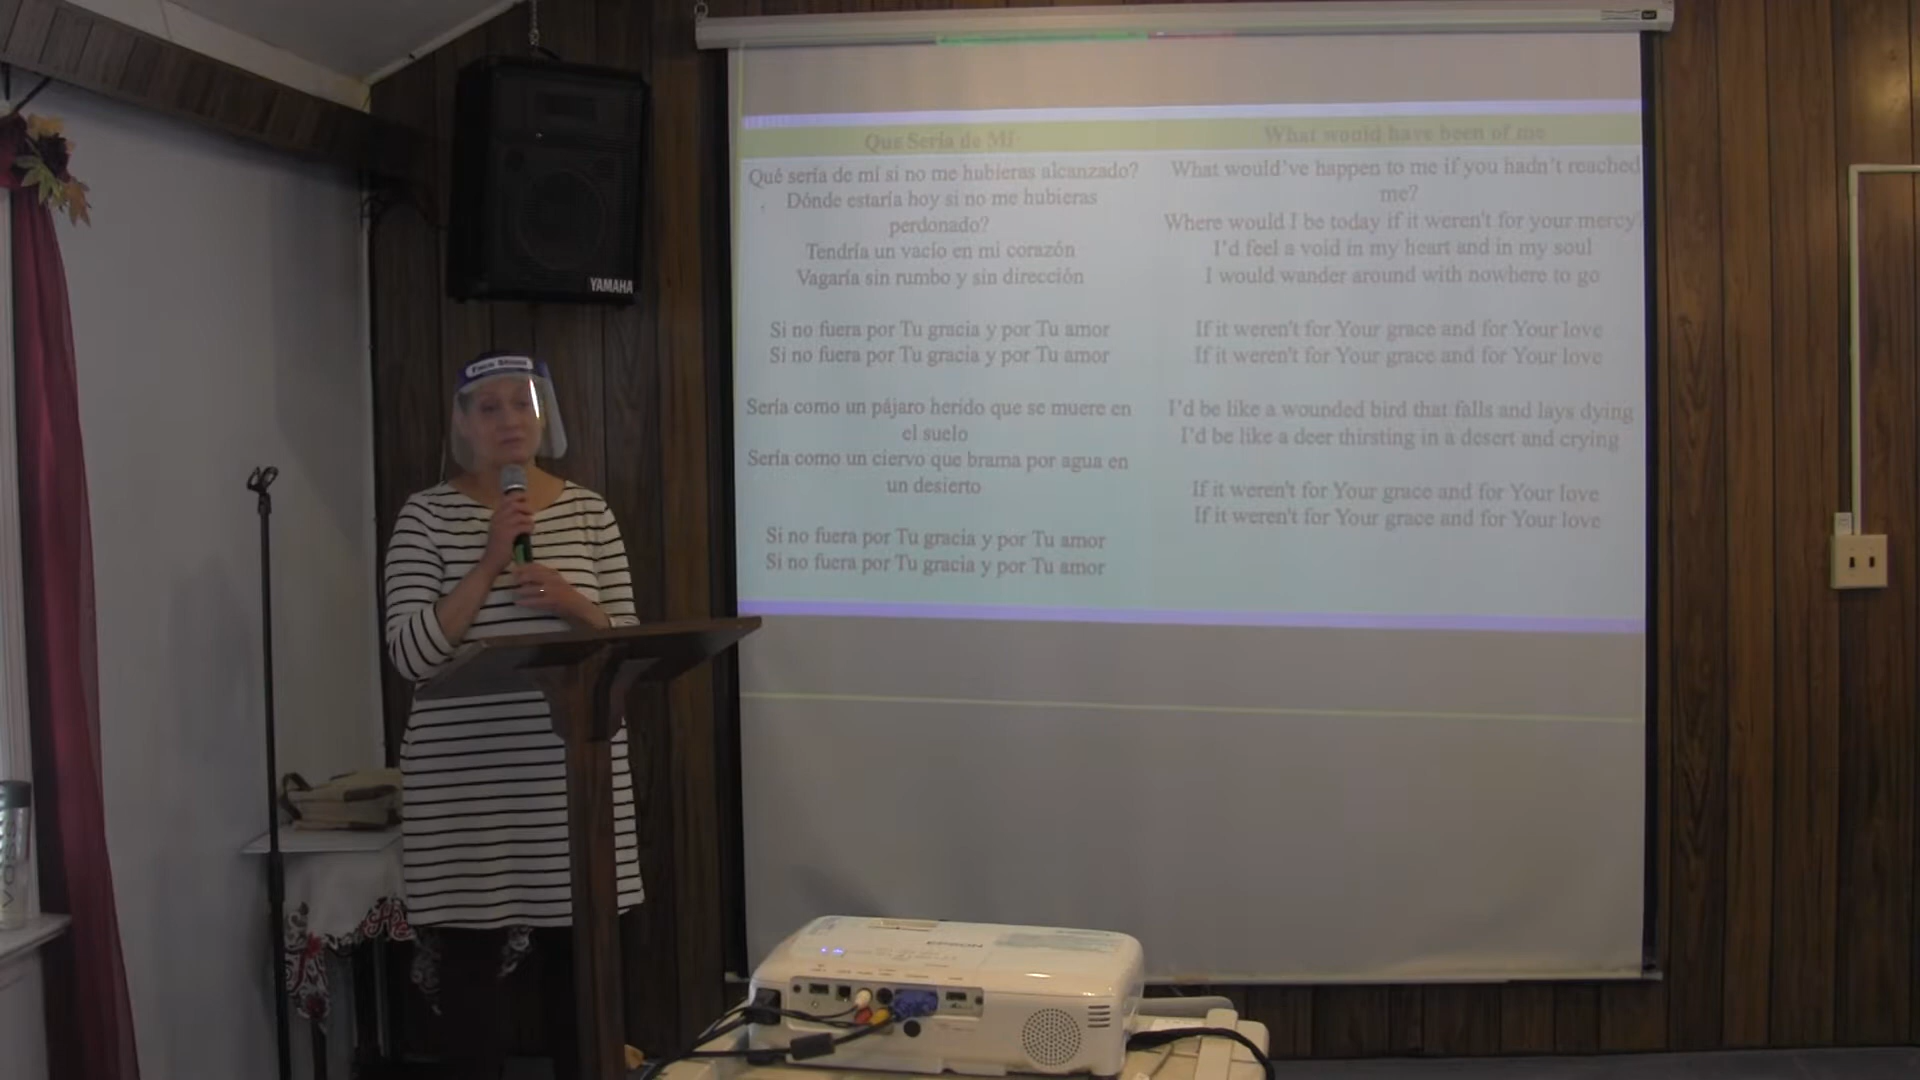 YAMAHA
Face Shield
Que Sería de Mí
Qué sería de mí si no me hubieras alcanzado?
Dónde estaría hoy si no me hubieras
perdonado?
Tendría un vacío en mi corazón
Vagaría sin rumbo y sin dirección
Si no fuera por Tu gracia y por Tu amor
Si no fuera por Tu gracia y por Tu amor
Sería como un pájaro herido que se muere en
el suelo
Sería como un ciervo que brama por agua en
un desierto
Si no fuera por Tu gracia y por Tu amor
Si no fuera por Tu gracia y por Tu amor
What would have been of me
What would've happen to me if you hadn't reached
me?
Where would I be today if it weren't for your mercy
I'd feel a void in my heart and in my soul
I would wander around with nowhere to go
If it weren't for Your grace and for Your love
If it weren't for Your grace and for Your love
I'd be like a wounded bird that falls and lays dying
I'd be like a deer thirsting in a desert and crying
If it weren't for Your grace and for Your love
If it weren't for Your grace and for Your love
EPSON